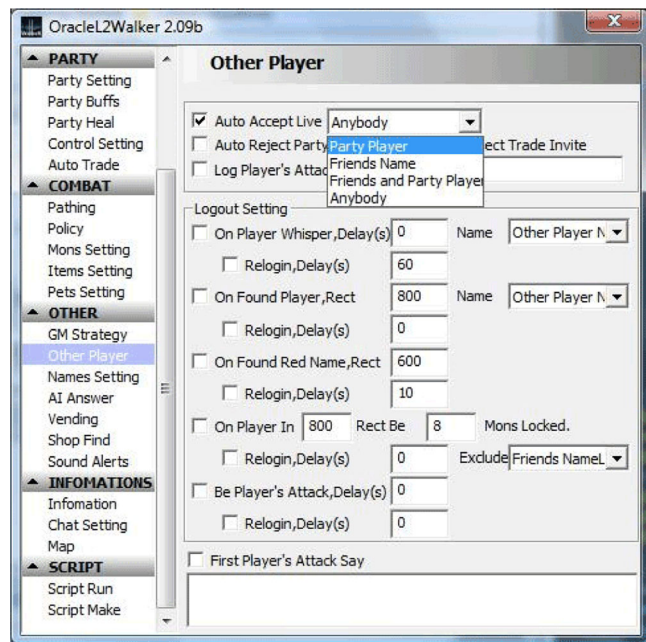 OracleL2Walker 2.09b
PARTY
Party Setting
Party Buffs
Party Heal
Control Setting
Auto Trade
COMBAT
Pathing
Policy
Mons Setting
Items Setting
Pets Setting
OTHER
GM Strategy
Other Player
Names Setting
AI Answer
Vending
Shop Find
Sound Alerts
INFOMATIONS
Infomation
Chat Setting
Map
SCRIPT
Script Run
Script Make
Other Player
Auto Accept Live Anybody
Auto Reject Party ect Trade Invite
Log Player's Attac
Party Player
Friends Name
Friends and Party Player
Anybody
Logout Setting
On Player Whisper,Delay(s) 0 Name Other Player N
Relogin,Delay(s) 60
On Found Player,Rect 800 Name Other Player N
Relogin,Delay(s) 0
On Found Red Name,Rect 600
Relogin,Delay(s) 10
On Player In 800 Rect Be 8 Mons Locked.
Relogin,Delay(s) 0 Exclude Friends NameL
Be Player's Attack,Delay(s) 0
Relogin,Delay(s) 0
First Player's Attack Say